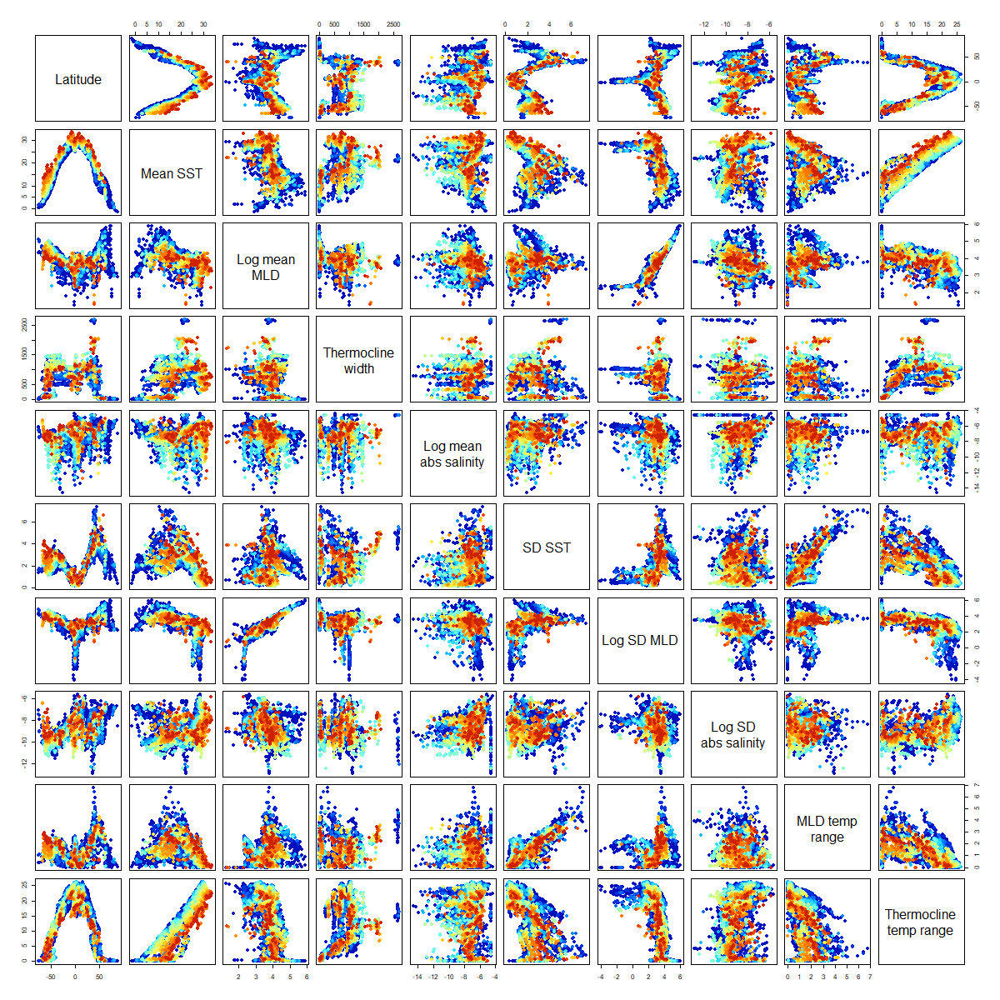 0 5 10 20 30
0 500 1500 2500
0 2 4 6
-12 -10 -8 -6
0 5 10 15 20 25
Latitude
-50 0 50
0 5 10 20 30
Mean SST
Log mean
MLD
2 3 4 5 6
0 500 1500 2500
Thermocline
width
Log mean
abs salinity
-14 -12 -10 -8 -6 -4
0 2 4 6
SD SST
Log SD MLD
-4 -2 0 2 4 6
-12 -10 -8 -6
Log SD
abs salinity
MLD temp
range
0 1 2 3 4 5 6 7
0 5 10 15 20 25
Thermocline
temp range
-50 0 50
2 3 4 5 6
-14 -12 -10 -8 -6 -4
-4 -2 0 2 4 6
0 1 2 3 4 5 6 7